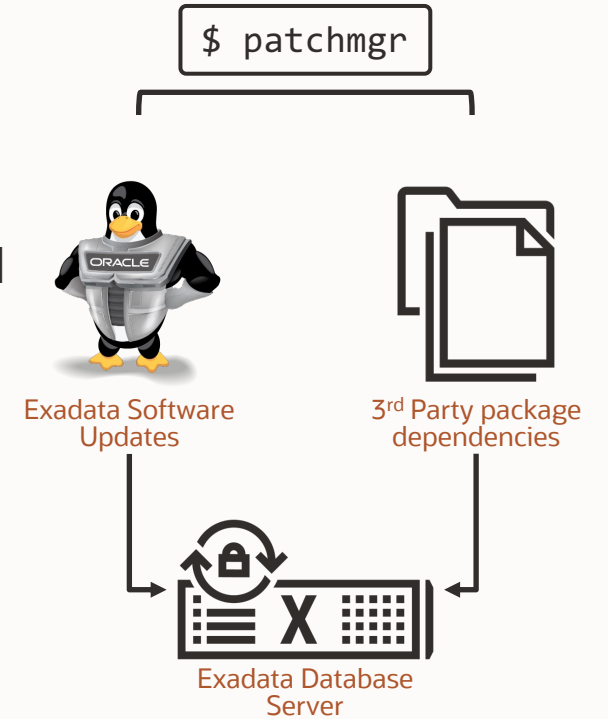 $ patchmgr
ORACLE
Exadata Software
Updates
3rd Party package
dependencies
X
Exadata Database
Server